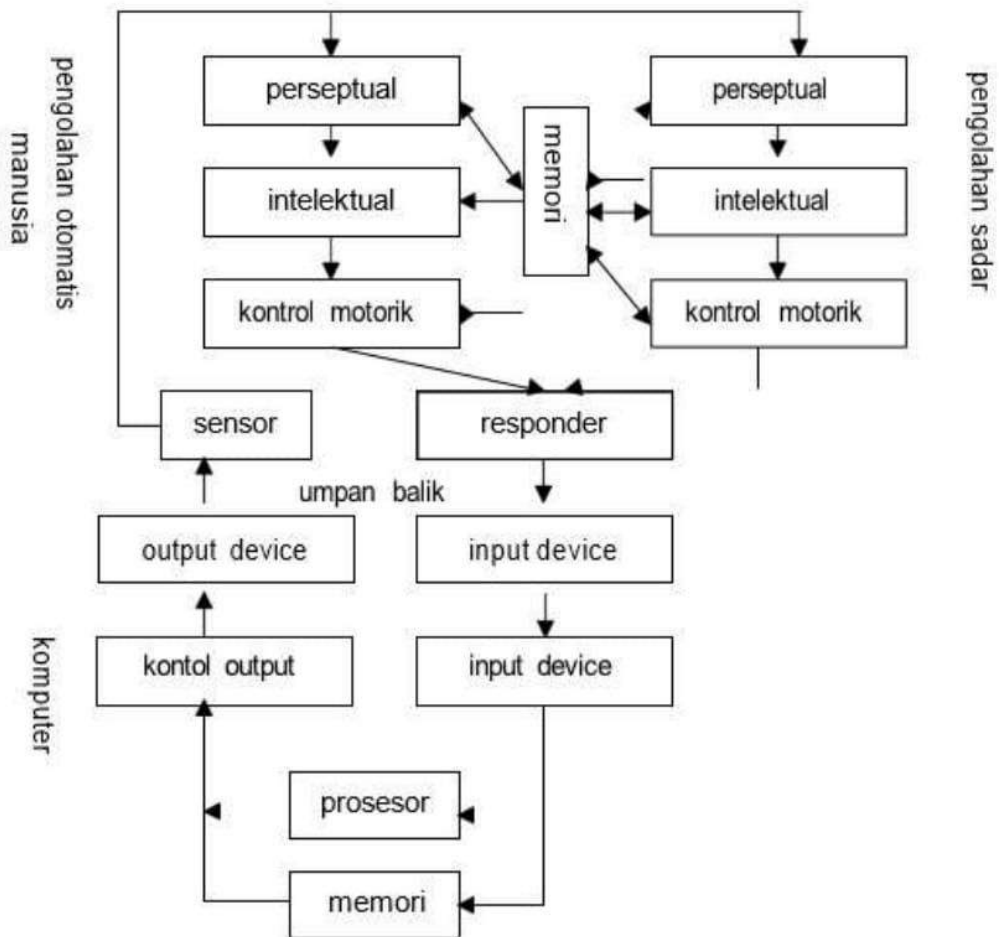 perseptual
perseptual
pengolahan otomatis
manusia
memori
pengolahan sadar
intelektual
intelektual
kontrol motorik
kontrol motorik
sensor
responder
umpan balik
output device
input device
komputer
kontol output
input device
prosesor
memori